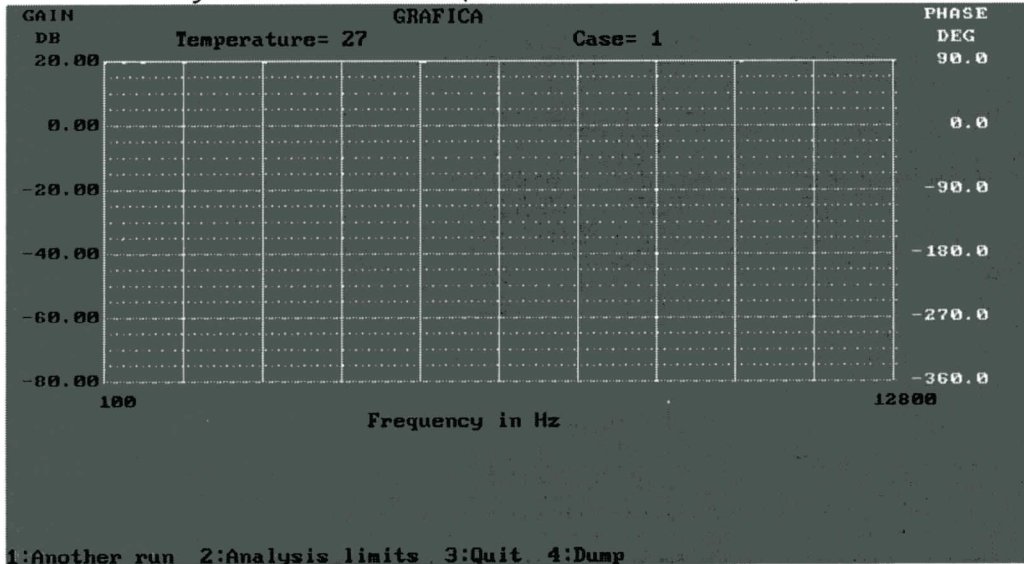 GAIN GRAFICA PHASE
DB Temperature= 27 Case= 1 DEG
20.00 90.0
0.00 0.0
-20.00 -90.0
-40.00 -180.0
-60.00 -270.0
-80.00 -360.0
100 12800
Frequency in Hz
1:Another run 2:Analysis limits 3:Quit 4:Dump